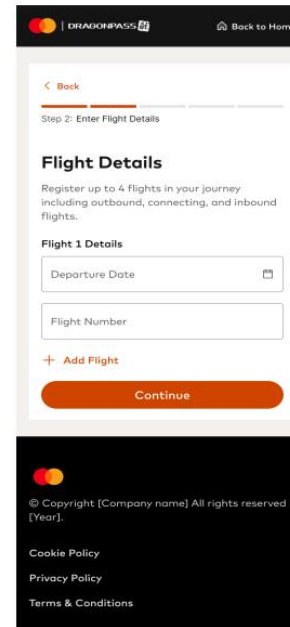 DRAGONPASS
Back to Hom
Back
Step 2: Enter Flight Details
Flight Details
Register up to 4 flights in your journey
including outbound, connecting, and inbound
flights.
Flight 1 Details
Departure Date
Flight Number
+ Add Flight
Continue
© Copyright [Company name] All rights reserved
[Year].
Cookie Policy
Privacy Policy
Terms & Conditions